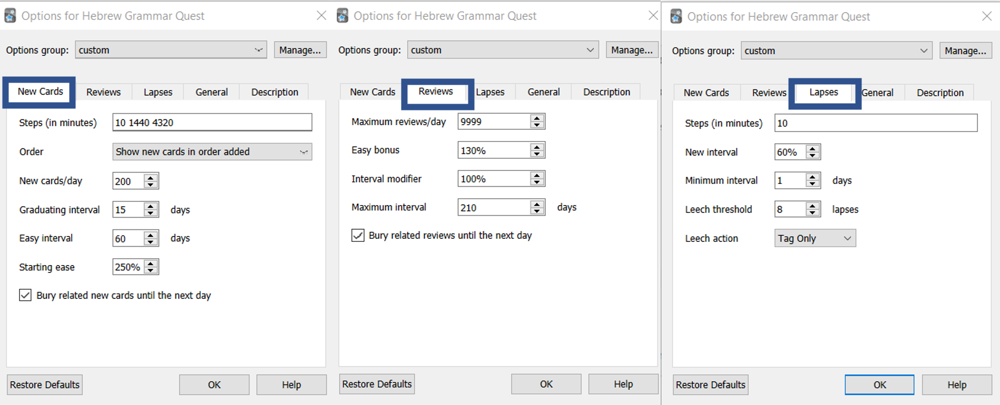 Options for Hebrew Grammar Quest
Options group: custom Manage...
New Cards Reviews Lapses General Description
Steps (in minutes) 10 1440 4320
Order Show new cards in order added
New cards/day 200
Graduating interval 15 days
Easy interval 60 days
Starting ease 250%
Bury related new cards until the next day
Restore Defaults OK Help
Options for Hebrew Grammar Quest
Options group: custom Manage...
New Cards Reviews Lapses General Description
Maximum reviews/day 9999
Easy bonus 130%
Interval modifier 100%
Maximum interval 210 days
Bury related reviews until the next day
Restore Defaults OK Help
Options for Hebrew Grammar Quest
Options group: custom Manage...
New Cards Reviews Lapses General Description
Steps (in minutes) 10
New interval 60%
Minimum interval 1 days
Leech threshold 8 lapses
Leech action Tag Only
Restore Defaults OK Help